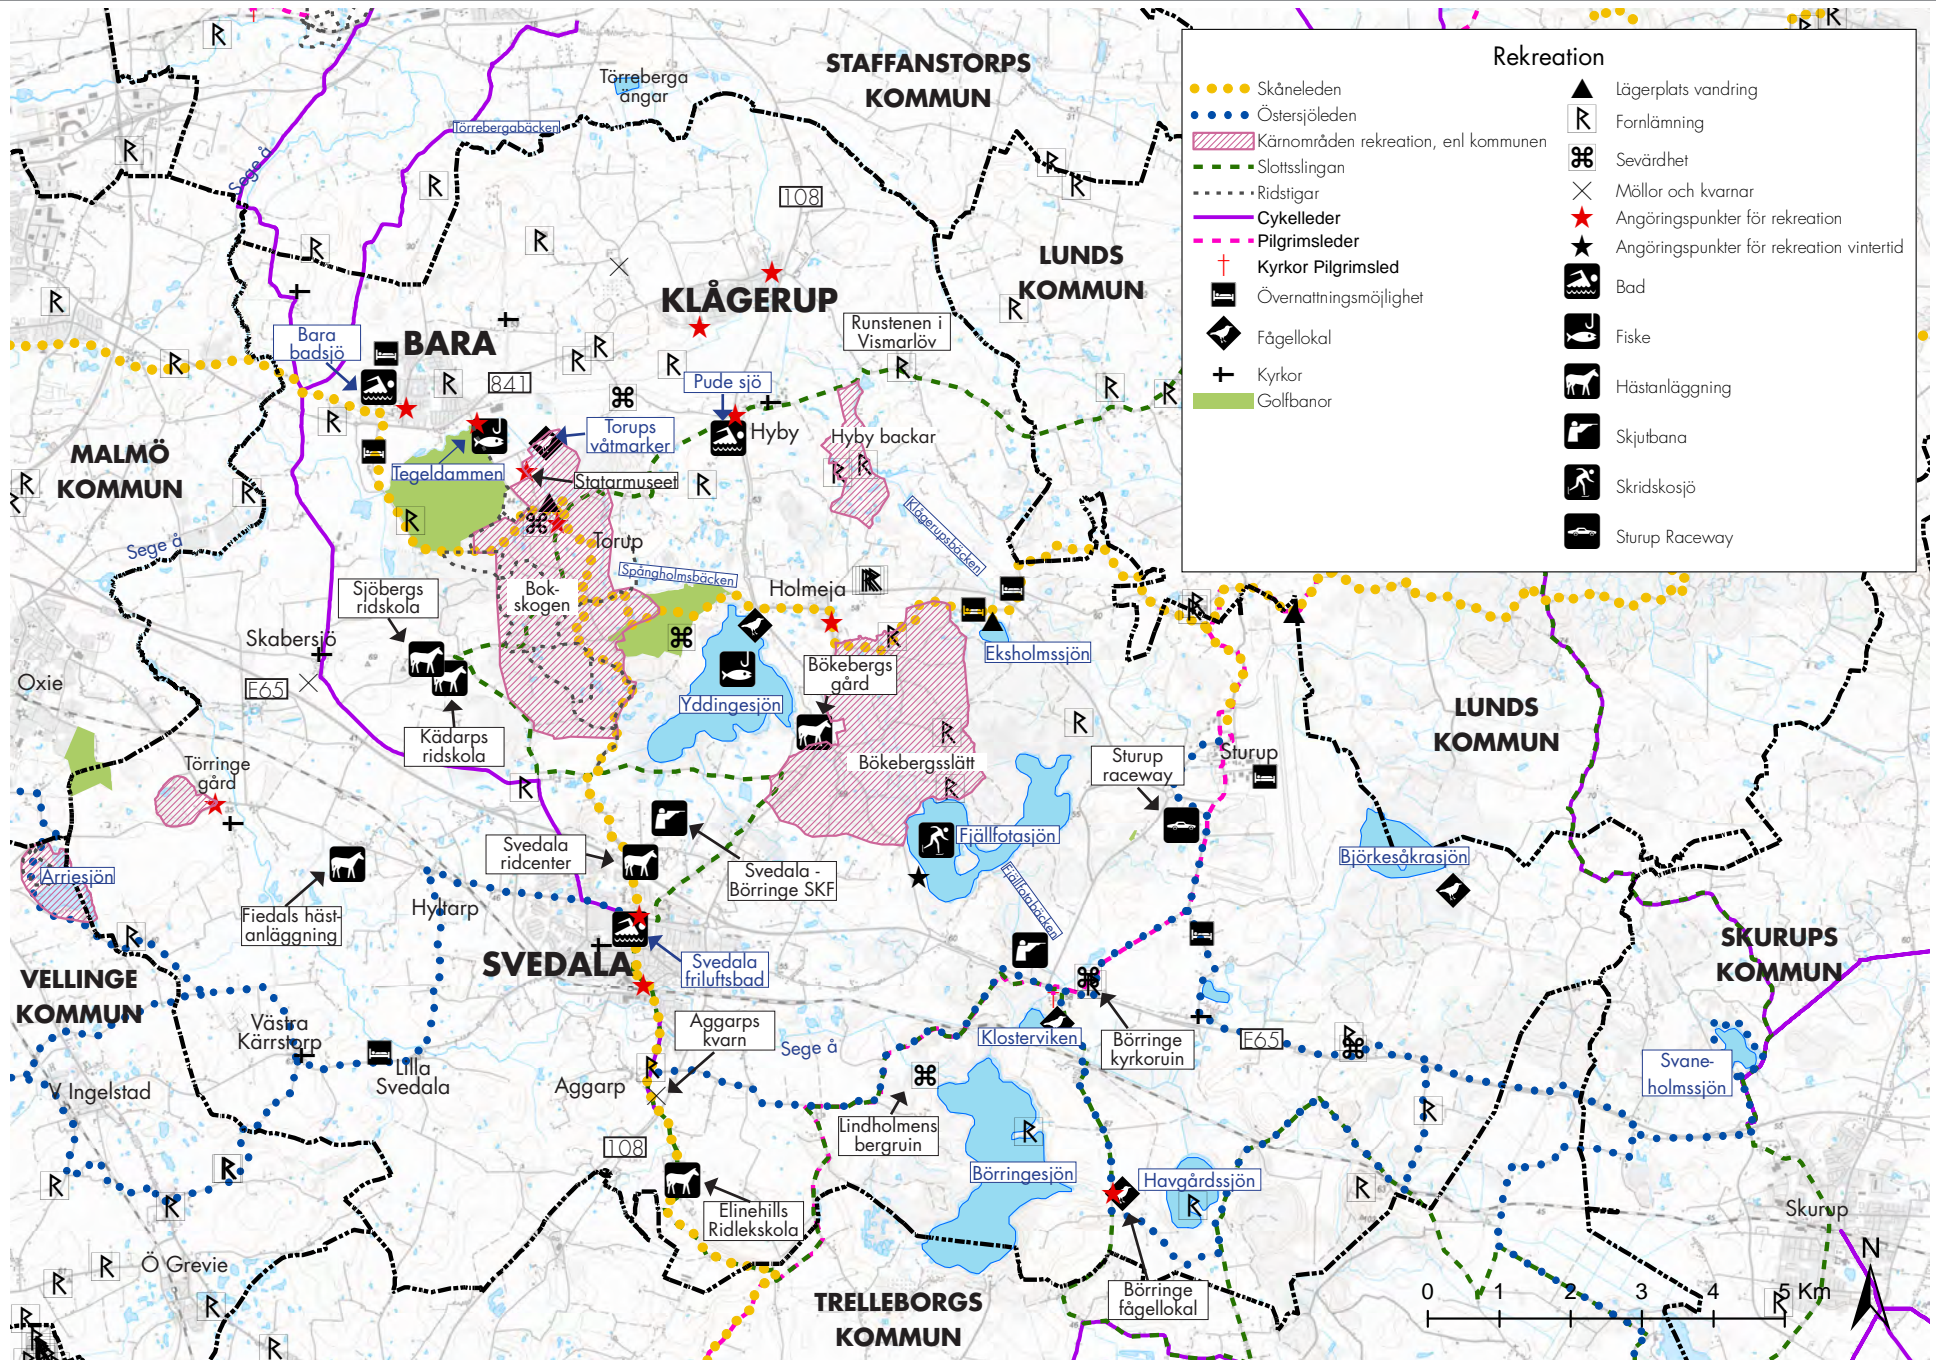 Rekreation
Skåneleden
Östersjöleden
Kärnområden rekreation, enl kommunen
Slottsslingan
Ridstigar
Cykelleder
Pilgrimsleder
Kyrkor Pilgrimsled
Övernattningsmöjlighet
Fågellokal
Kyrkor
Golfbanor
Lägerplats vandring
Fornlämning
Sevärdhet
Möllor och kvarnar
Angöringspunkter för rekreation
Angöringspunkter för rekreation vintertid
Bad
Fiske
Hästanläggning
Skjutbana
Skridskosjö
Sturup Raceway
STAFFANSTORPS
KOMMUN
Törreberga
ängar
Törrebergabäcken
Sege å
108
LUNDS
KOMMUN
KLÅGERUP
Runstenen i
Vismarlöv
Bara
badsjö
BARA
841
Pude sjö
Hyby
Torups
våtmarker
Hyby backar
MALMÖ
KOMMUN
Tegeldammen
Statarmuseet
Klågerupsbäcken
Sege å
Torup
Spångholmsbäcken
Holmeja
Sjöbergs
ridskola
Bok-
skogen
Skabersjö
Eksholmssjön
Bökebergs
gård
Oxie
E65
Yddingesjön
LUNDS
KOMMUN
Kädarps
ridskola
Sturup
raceway
Sturup
Bökebergsslätt
Törringe
gård
Svedala
ridcenter
Fjällfotasjön
Björkesåkrasjön
Arriesjön
Svedala -
Börringe SKF
Fjällfotabäcken
Fiedals häst-
anläggning
Hyltarp
SVEDALA
Svedala
friluftsbad
SKURUPS
KOMMUN
VELLINGE
KOMMUN
Västra
Kärrstorp
Aggarps
kvarn
Sege å
Klosterviken
Börringe
kyrkoruin
E65
Lilla
Svedala
Svane-
holmssjön
V Ingelstad
Aggarp
Lindholmens
bergruin
108
Börringesjön
Havgårdssjön
Elinehills
Ridlekskola
Skurup
Ö Grevie
N
TRELLEBORGS
KOMMUN
Börringe
fågellokal
0 1 2 3 4 5 Km